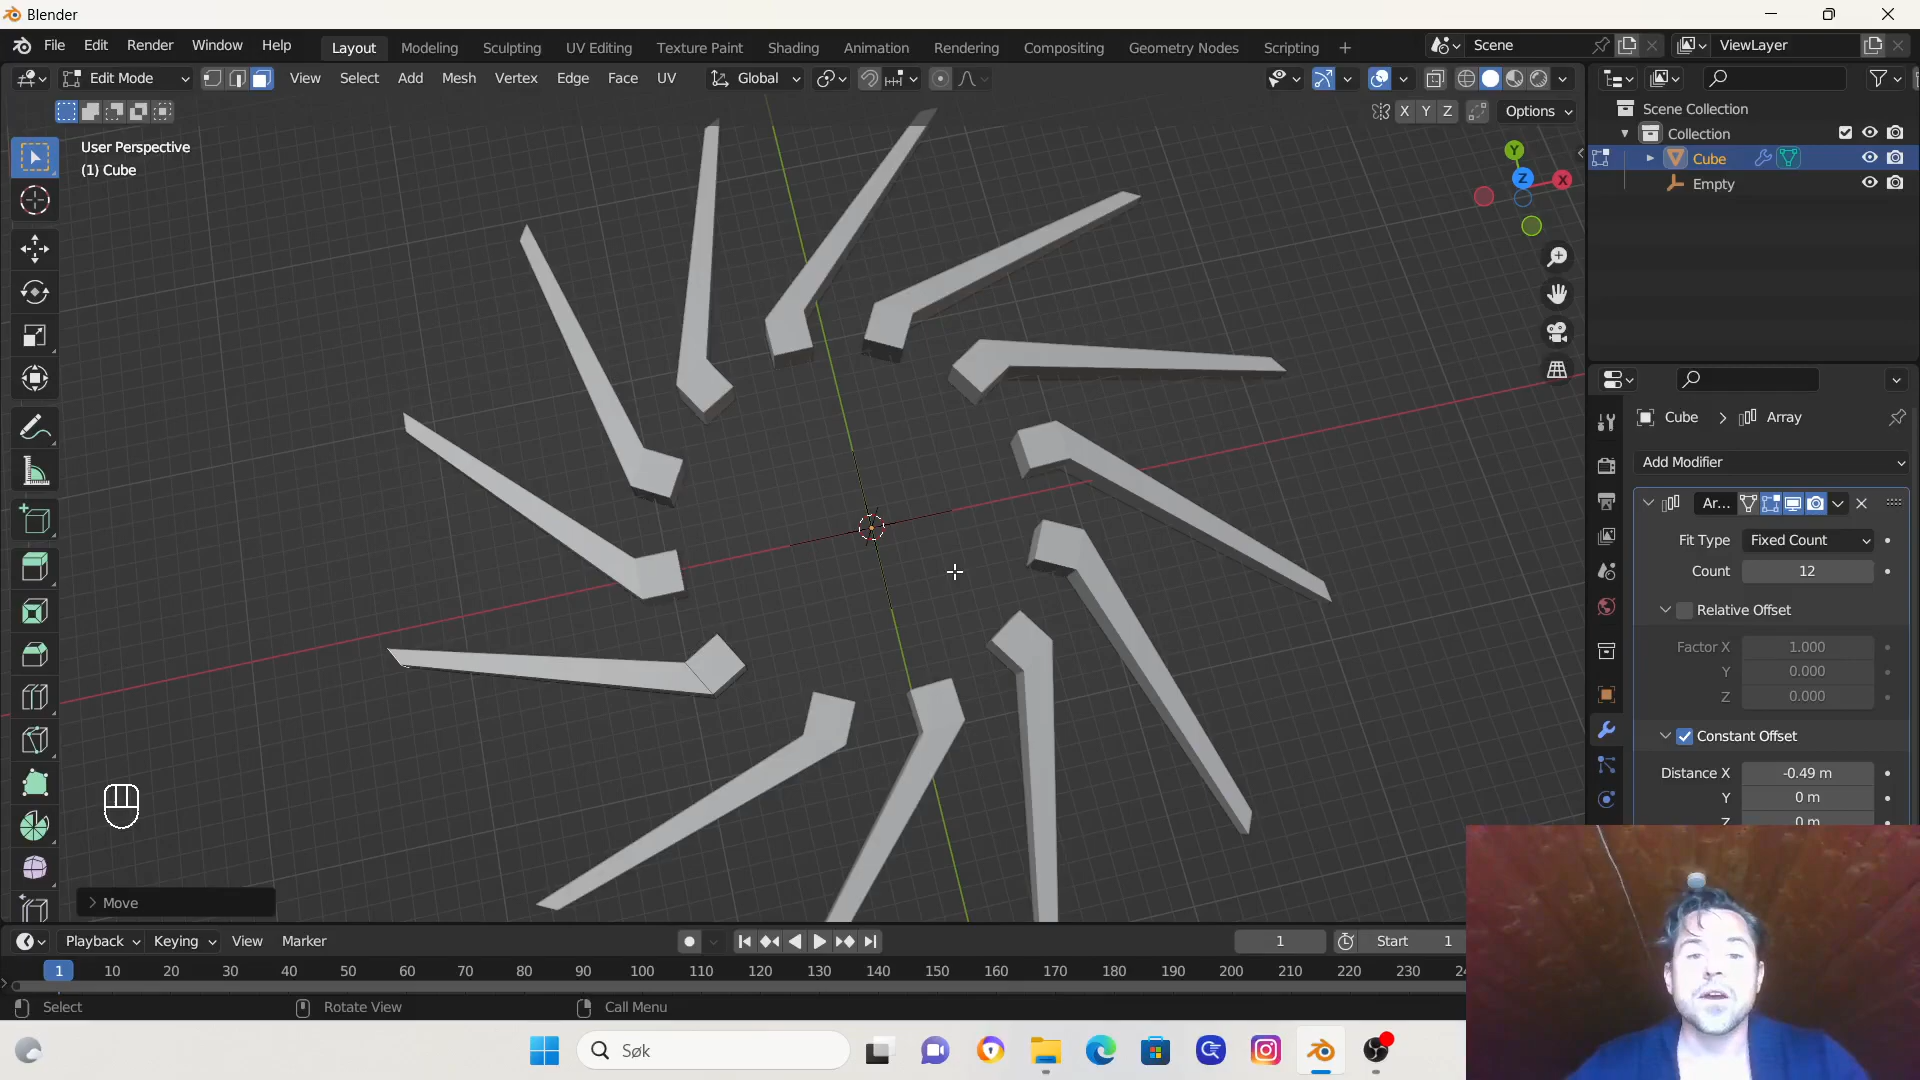 Blender
File Edit Render Window Help
Layout Modeling Sculpting UV Editing Texture Paint Shading Animation Rendering Compositing Geometry Nodes Scripting +
Scene
ViewLayer
Edit Mode View Select Add Mesh Vertex Edge Face UV Global
X Y Z Options
User Perspective
(1) Cube
Y
Z X
Scene Collection
Collection
Cube
Empty
Cube > Array
Add Modifier
Ar...
Fit Type Fixed Count
Count 12
Relative Offset
Factor X 1.000
Y 0.000
Z 0.000
Constant Offset
Distance X -0.49 m
Y 0 m
Z 0 m
> Move
Playback Keying View Marker
1 Start 1
1 10 20 30 40 50 60 70 80 90 100 110 120 130 140 150 160 170 180 190 200 210 220 230
Select Rotate View Call Menu
Søk